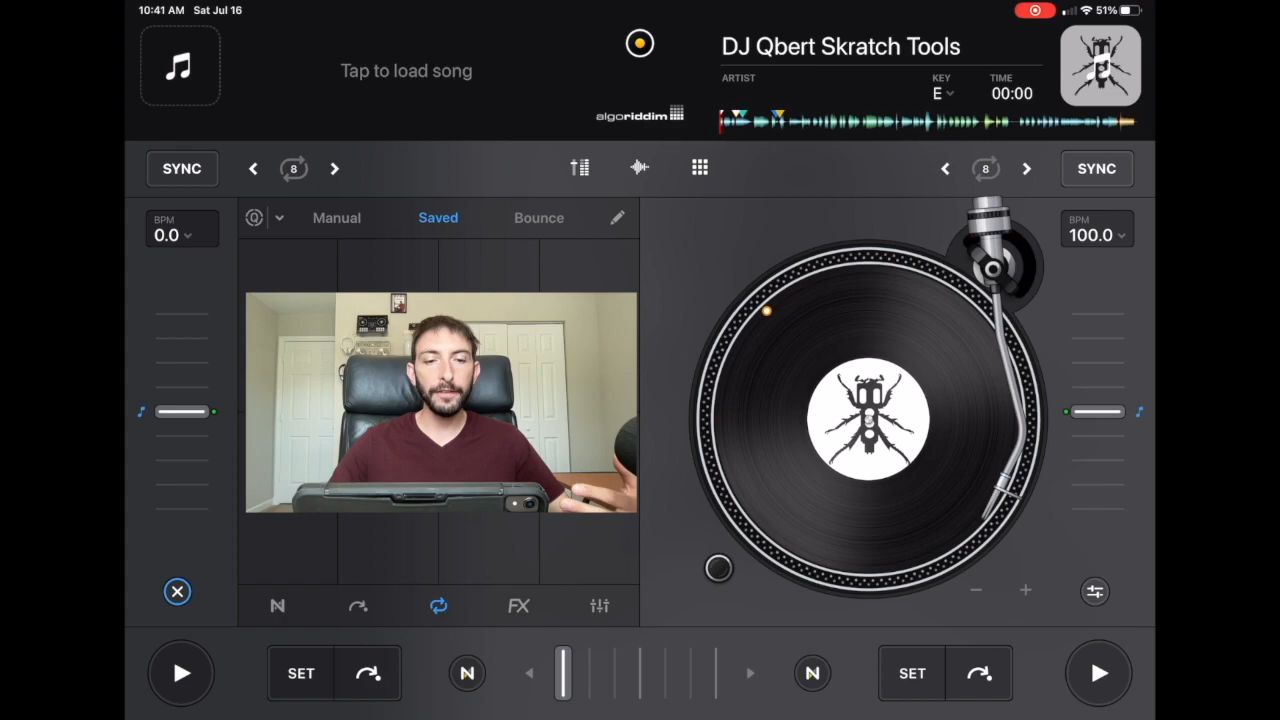 10:41 AM Sat Jul 16
51%
Tap to load song
algoriddim
DJ Qbert Skratch Tools
ARTIST
KEY
E
TIME
00:00
SYNC
8
8
SYNC
BPM
0.0
Manual
Saved
Bounce
BPM
100.0
FX
SET
N
N
SET